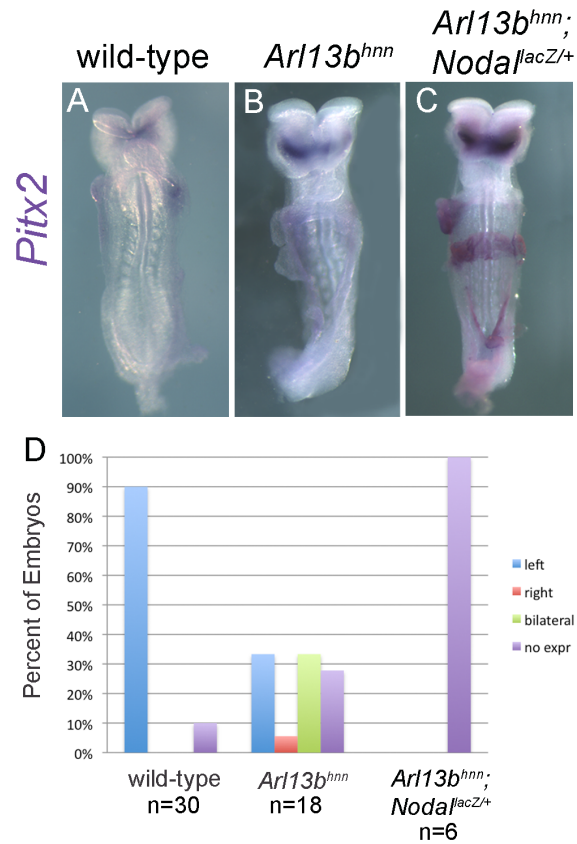 wild-type
Arl13b^hnn
Arl13b^hnn;
Nodal^lacZ/+
A
B
C
Pitx2
D
Percent of Embryos
100%
90%
80%
70%
60%
50%
40%
30%
20%
10%
0%
left
right
bilateral
no expr
wild-type
n=30
Arl13b^hnn
n=18
Arl13b^hnn;
Nodal^lacZ/+
n=6